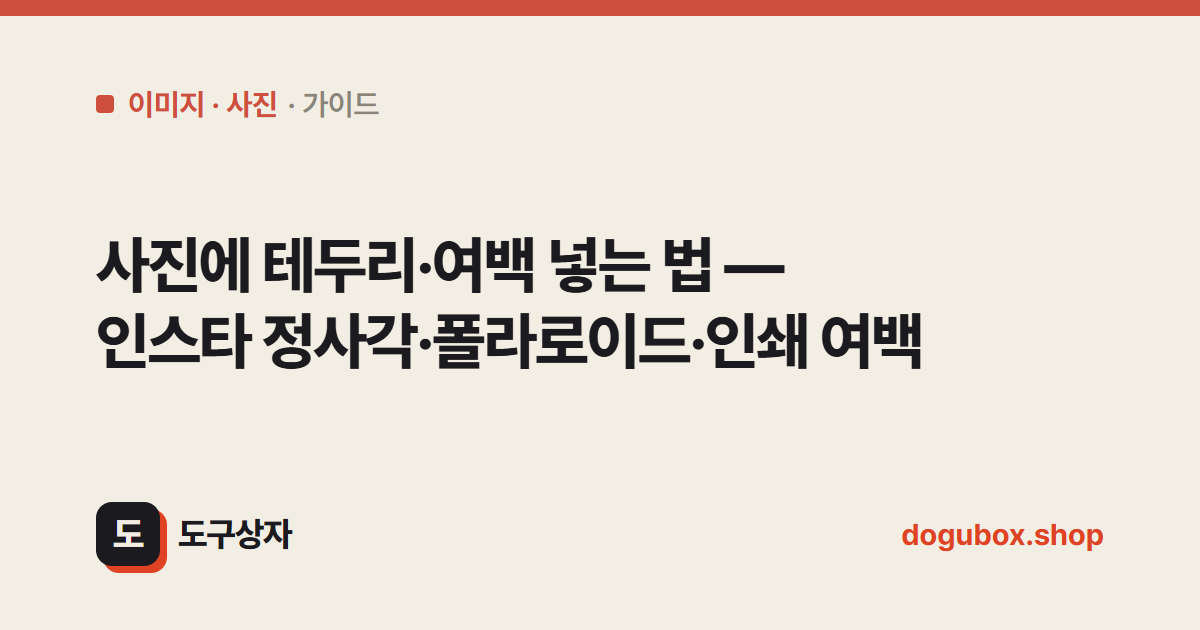 이미지 · 사진 · 가이드
사진에 테두리·여백 넣는 법 —
인스타 정사각·폴라로이드·인쇄 여백
도 도구상자
dogubox.shop